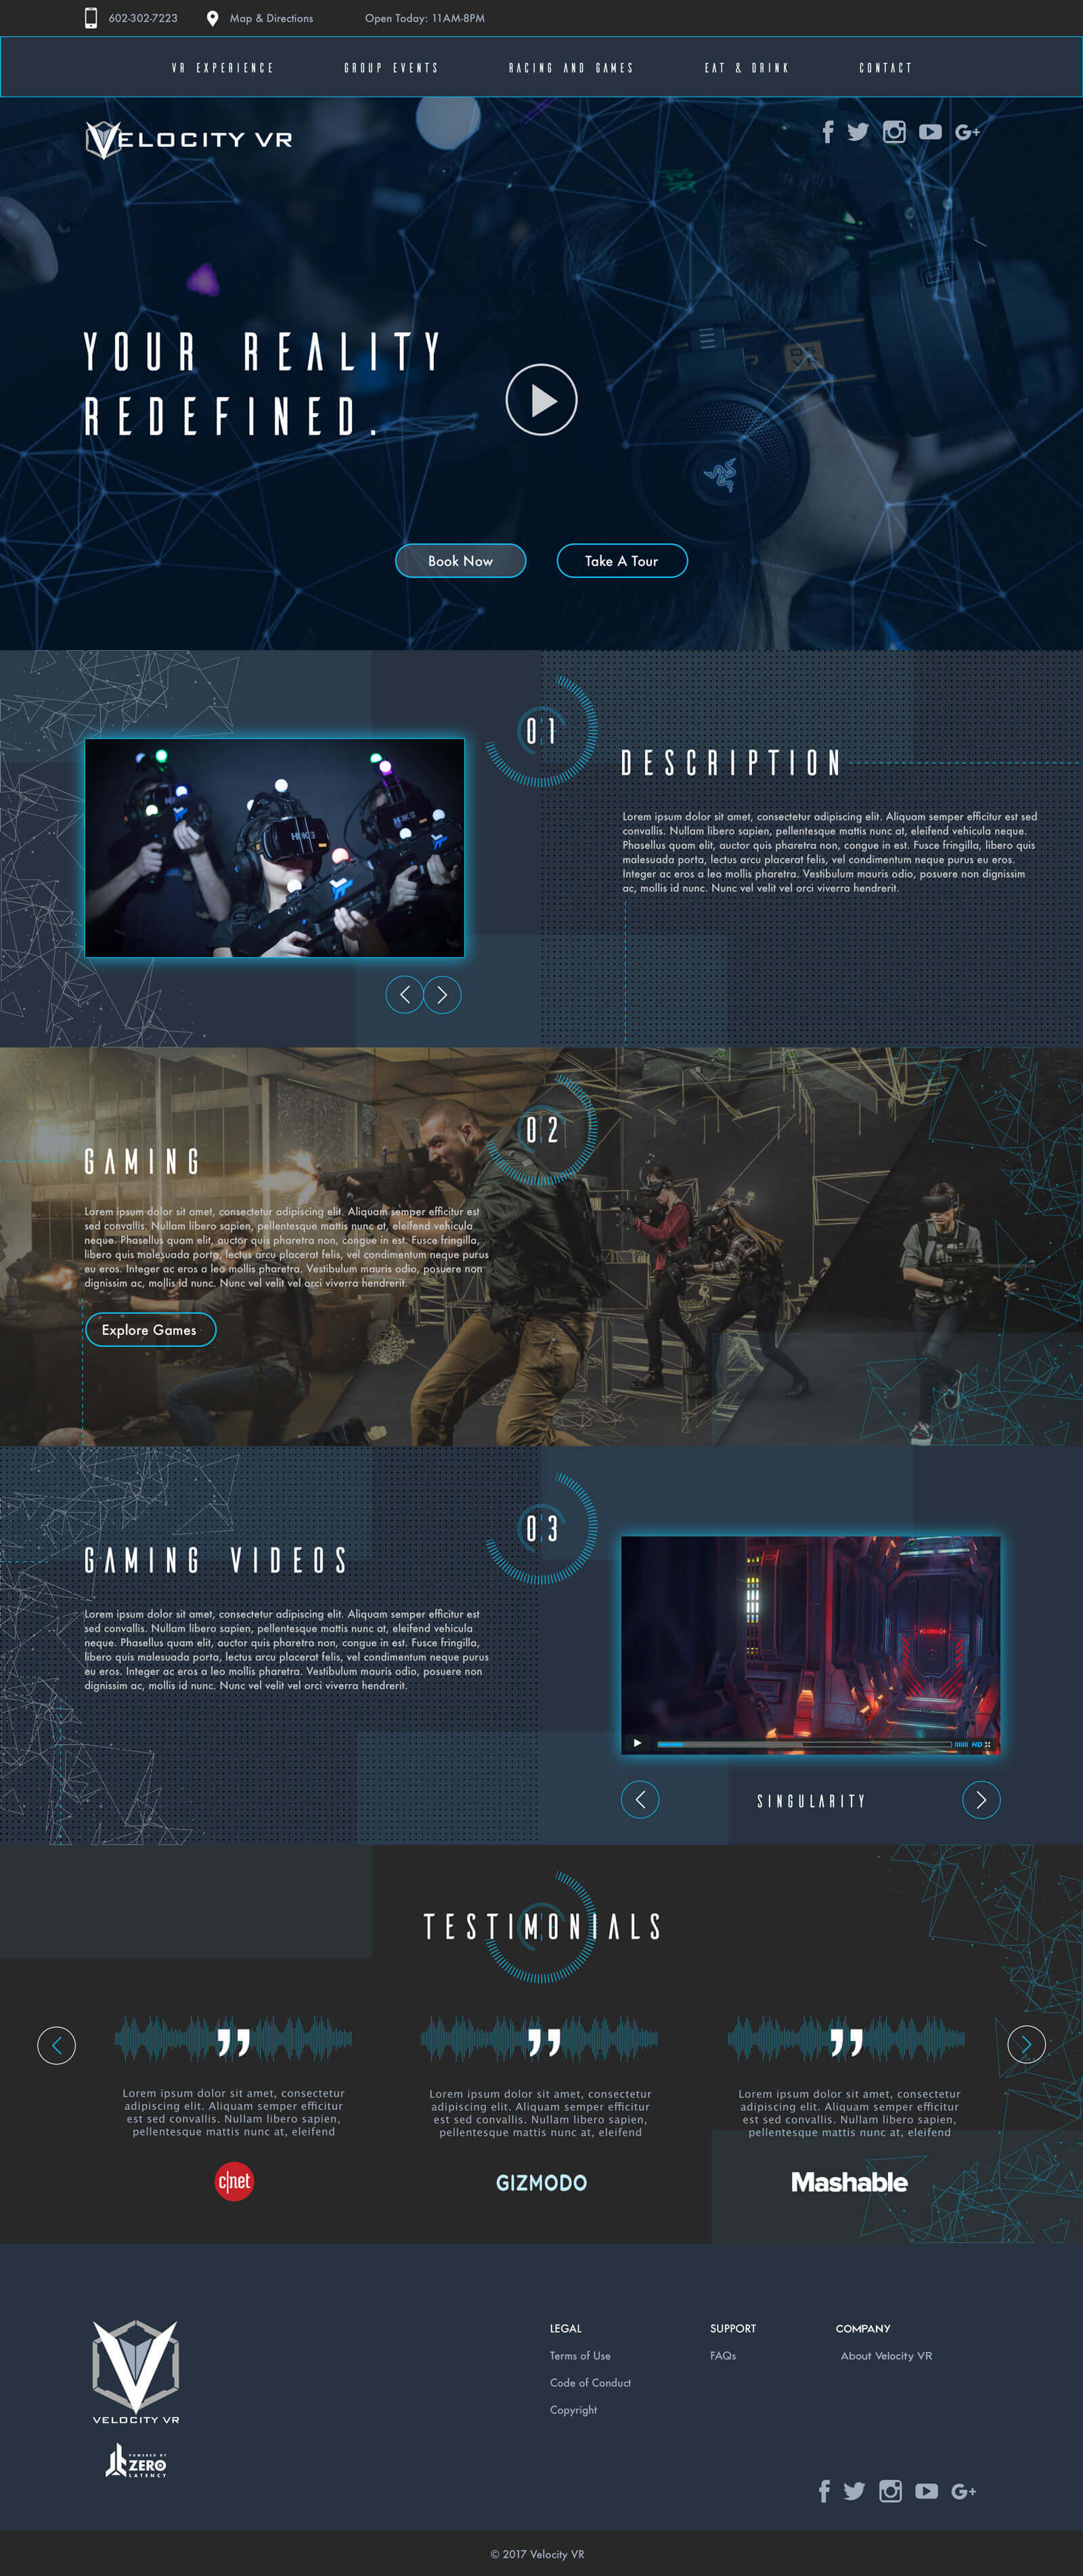 602-302-7223 Map & Directions Open Today: 11AM-8PM
VR EXPERIENCE GROUP EVENTS RACING AND GAMES EAT & DRINK CONTACT
VELOCITY VR
G+
YOUR REALITY
REDEFINED.
Book Now Take A Tour
01
HDK3
DESCRIPTION
Lorem ipsum dolor sit amet, consectetur adipiscing elit. Aliquam semper efficitur est sed
convallis. Nullam libero sapien, pellentesque mattis nunc at, eleifend vehicula neque.
Phasellus quam elit, auctor quis pharetra non, congue in est. Fusce fringilla, libero quis
malesuada porta, lectus arcu placerat felis, vel condimentum neque purus eu eros.
Integer ac eros a leo mollis pharetra. Vestibulum mauris odio, posuere non dignissim
ac, mollis id nunc. Nunc vel velit vel orci viverra hendrerit.
02
GAMING
Lorem ipsum dolor sit amet, consectetur adipiscing elit. Aliquam semper efficitur est
sed convallis. Nullam libero sapien, pellentesque mattis nunc at, eleifend vehicula
neque. Phasellus quam elit, auctor quis pharetra non, congue in est. Fusce fringilla,
libero quis malesuada porta, lectus arcu placerat felis, vel condimentum neque purus
eu eros. Integer ac eros a leo mollis pharetra. Vestibulum mauris odio, posuere non
dignissim ac, mollis id nunc. Nunc vel velit vel orci viverra hendrerit.
Explore Games
03
GAMING VIDEOS
Lorem ipsum dolor sit amet, consectetur adipiscing elit. Aliquam semper efficitur est
sed convallis. Nullam libero sapien, pellentesque mattis nunc at, eleifend vehicula
neque. Phasellus quam elit, auctor quis pharetra non, congue in est. Fusce fringilla,
libero quis malesuada porta, lectus arcu placerat felis, vel condimentum neque purus
eu eros. Integer ac eros a leo mollis pharetra. Vestibulum mauris odio, posuere non
dignissim ac, mollis id nunc. Nunc vel velit vel orci viverra hendrerit.
HD
SINGULARITY
TESTIMONIALS
Lorem ipsum dolor sit amet, consectetur
adipiscing elit. Aliquam semper efficitur
est sed convallis. Nullam libero sapien,
pellentesque mattis nunc at, eleifend
c|net
Lorem ipsum dolor sit amet, consectetur
adipiscing elit. Aliquam semper efficitur
est sed convallis. Nullam libero sapien,
pellentesque mattis nunc at, eleifend
GIZMODO
Lorem ipsum dolor sit amet, consectetur
adipiscing elit. Aliquam semper efficitur
est sed convallis. Nullam libero sapien,
pellentesque mattis nunc at, eleifend
Mashable
VELOCITY VR
POWERED BY
ZERO
LATENCY
LEGAL
Terms of Use
Code of Conduct
Copyright
SUPPORT
FAQs
COMPANY
About Velocity VR
G+
© 2017 Velocity VR